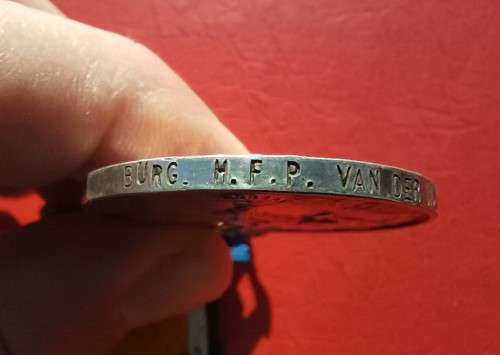 BURG. M.F.P. VAN DER